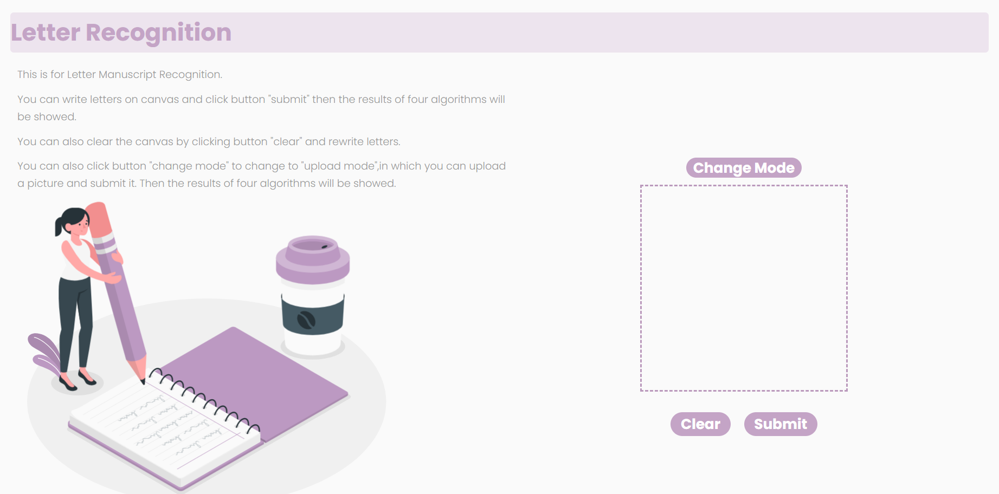 Letter Recognition
This is for Letter Manuscript Recognition.
You can write letters on canvas and click button "submit" then the results of four algorithms will
be showed.
You can also clear the canvas by clicking button "clear" and rewrite letters.
You can also click button "change mode" to change to "upload mode",in which you can upload
a picture and submit it. Then the results of four algorithms will be showed.
Change Mode
Clear
Submit